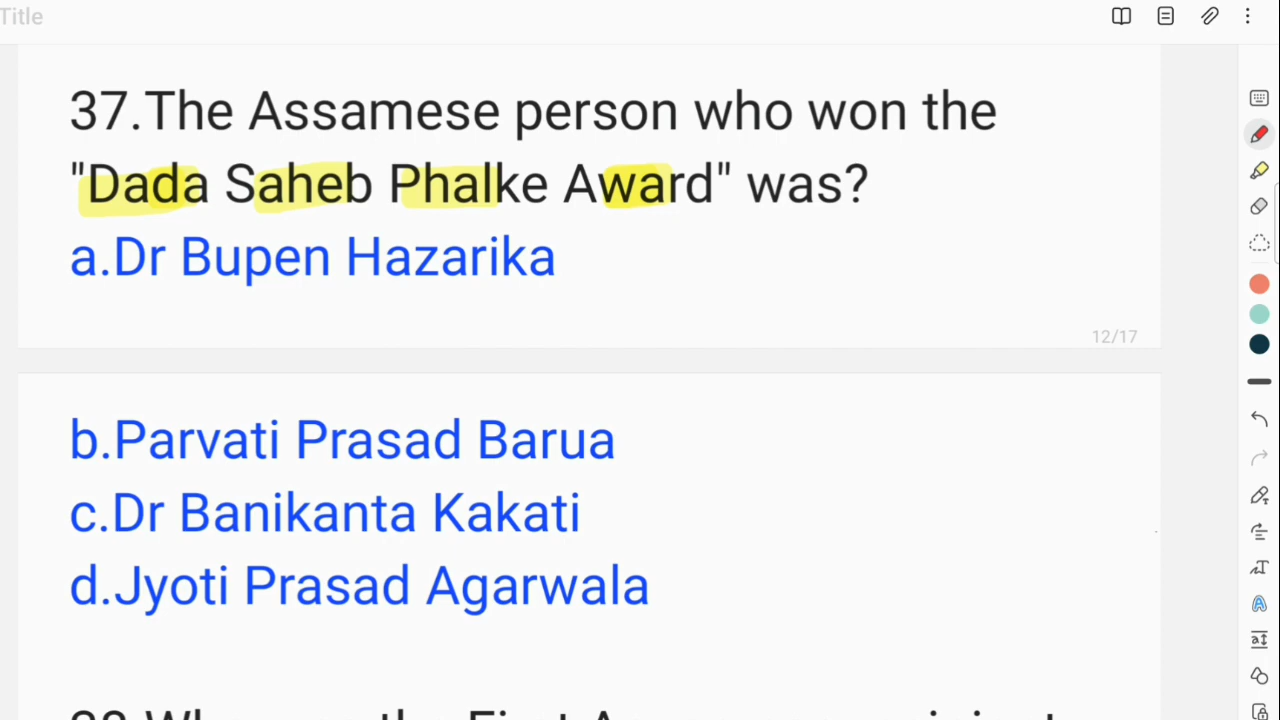 Title
37.The Assamese person who won the
"Dada Saheb Phalke Award" was?
a.Dr Bupen Hazarika
12/17
b.Parvati Prasad Barua
c.Dr Banikanta Kakati
d.Jyoti Prasad Agarwala